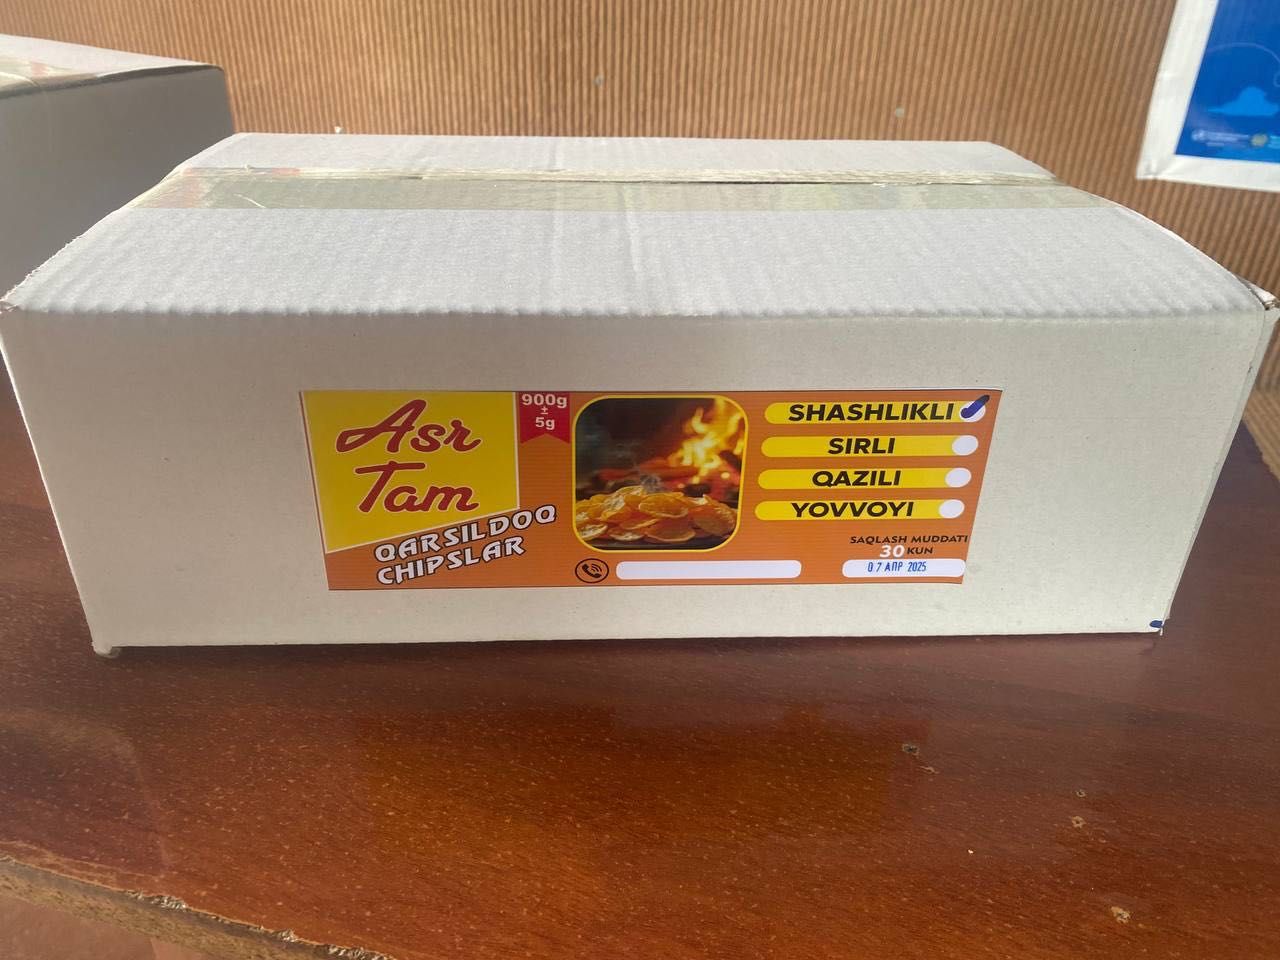 Asr
Tam
QARSILDOQ
CHIPSLAR
900g
±
5g
SHASHLIKLI
SIRLI
QAZILI
YOVVOYI
SAQLASH MUDDATI
30 KUN
07 АПР 2025